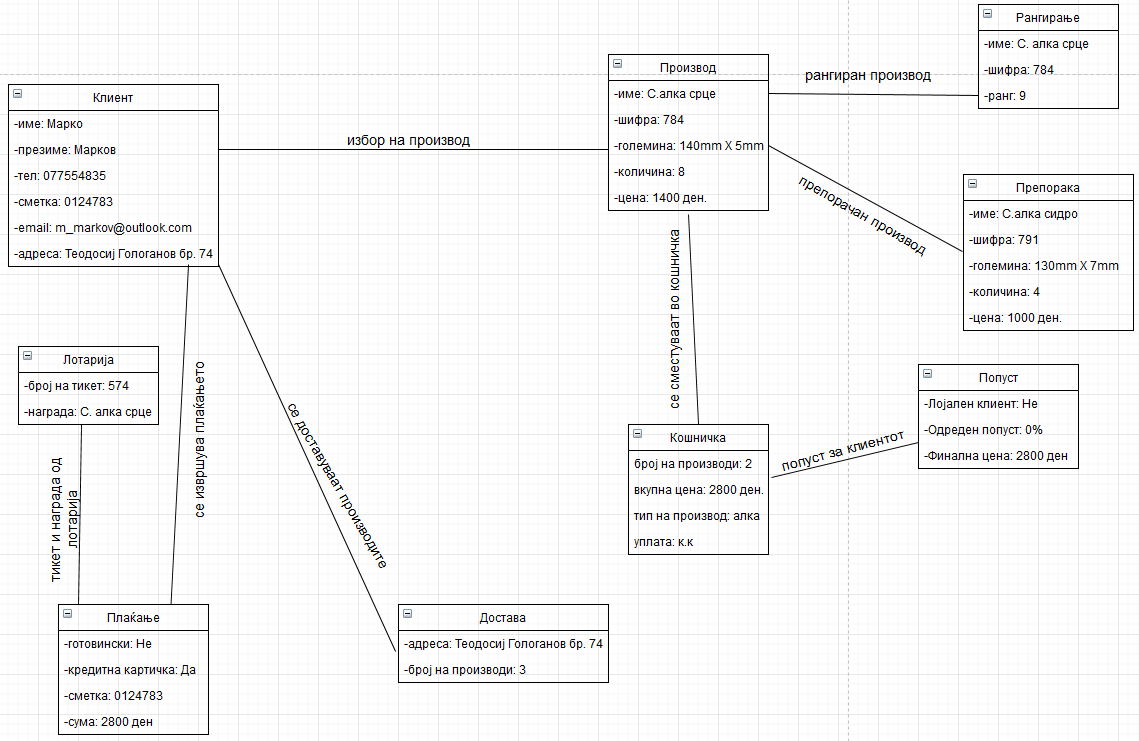 Рангирање
-име: С. алка срце
-шифра: 784
-ранг: 9
рангиран производ
Производ
-име: С.алка срце
-шифра: 784
-големина: 140mm X 5mm
-количина: 8
-цена: 1400 ден.
Клиент
-име: Марко
-презиме: Марков
-тел: 077554835
-сметка: 0124783
-email: m_markov@outlook.com
-адреса: Теодосиј Гологанов бр. 74
избор на производ
препорачан производ
Препорака
-име: С.алка сидро
-шифра: 791
-големина: 130mm X 7mm
-количина: 4
-цена: 1000 ден.
се сместуваат во кошничка
Лотарија
-број на тикет: 574
-награда: С. алка срце
се извршува плаќањето
се доставуваат производите
Попуст
-Лојален клиент: Не
-Одреден попуст: 0%
-Финална цена: 2800 ден
попуст за клиентот
Кошничка
број на производи: 2
вкупна цена: 2800 ден.
тип на производ: алка
уплата: к.к
тикет и награда од
лотарија
Плаќање
-готовински: Не
-кредитна картичка: Да
-сметка: 0124783
-сума: 2800 ден
Достава
-адреса: Теодосиј Гологанов бр. 74
-број на производи: 3